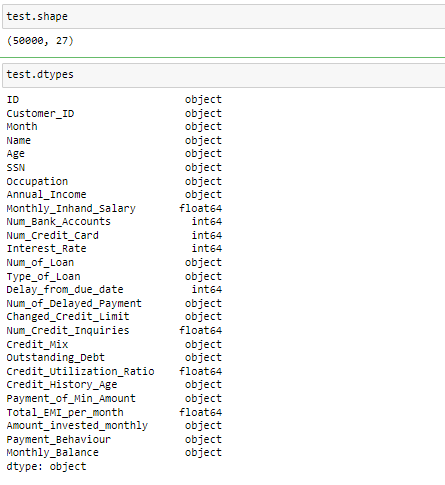 test.shape
(50000, 27)
test.dtypes
ID object
Customer_ID object
Month object
Name object
Age object
SSN object
Occupation object
Annual_Income object
Monthly_Inhand_Salary float64
Num_Bank_Accounts int64
Num_Credit_Card int64
Interest_Rate int64
Num_of_Loan object
Type_of_Loan object
Delay_from_due_date int64
Num_of_Delayed_Payment object
Changed_Credit_Limit object
Num_Credit_Inquiries float64
Credit_Mix object
Outstanding_Debt object
Credit_Utilization_Ratio float64
Credit_History_Age object
Payment_of_Min_Amount object
Total_EMI_per_month float64
Amount_invested_monthly object
Payment_Behaviour object
Monthly_Balance object
dtype: object